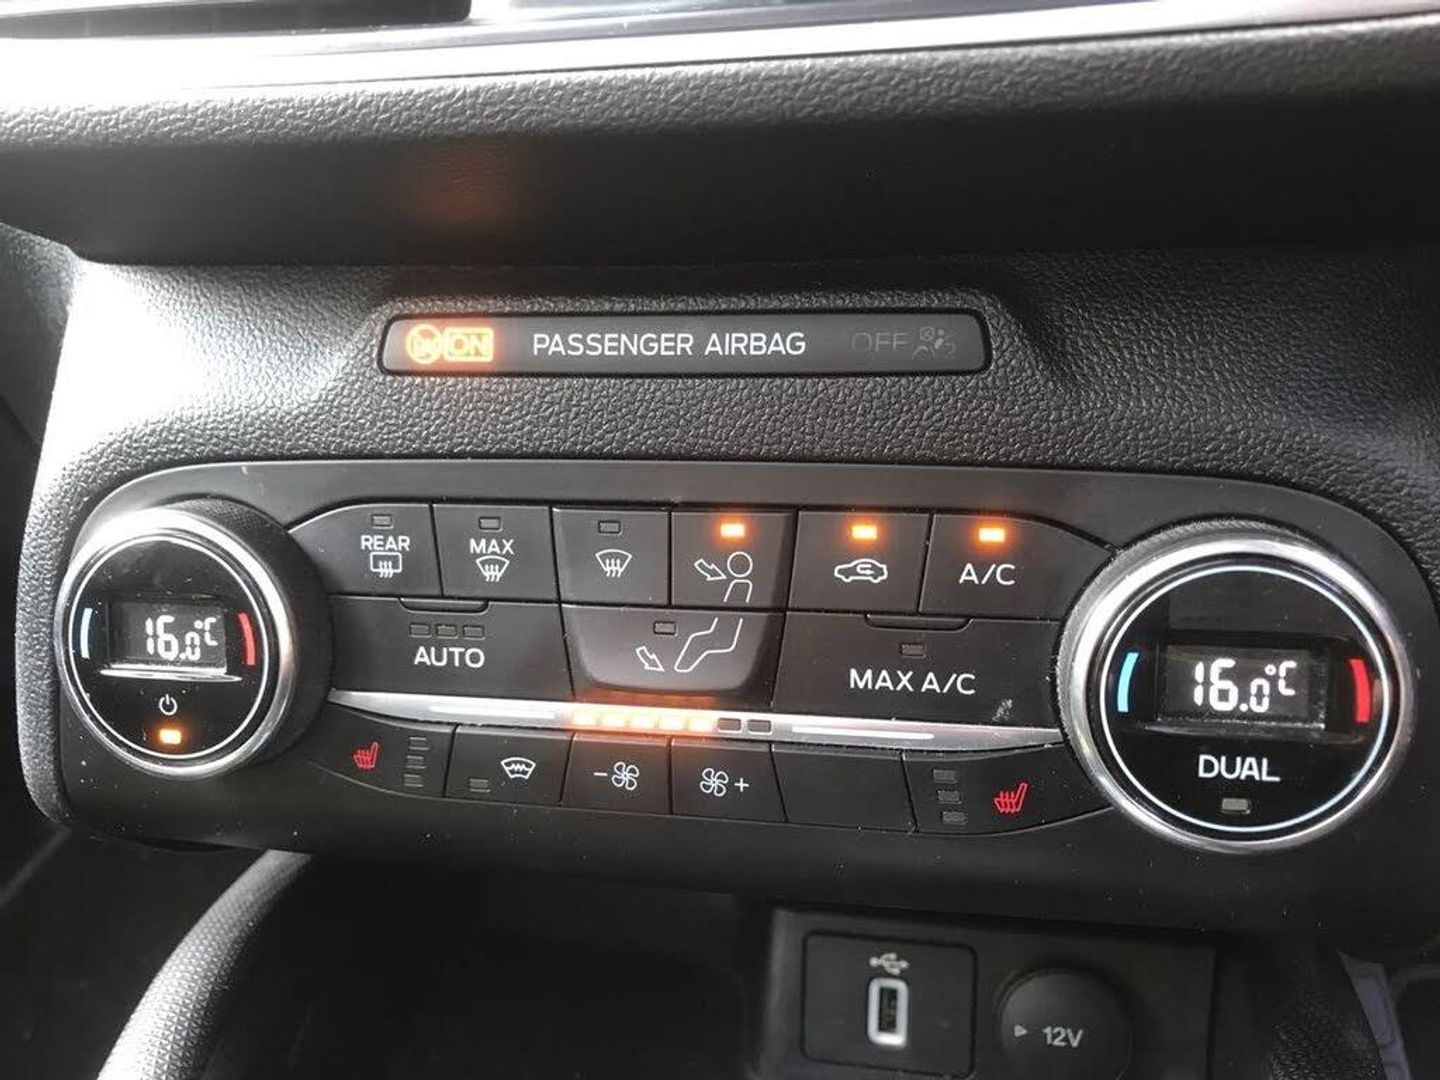 ON PASSENGER AIRBAG OFF
REAR
MAX
A/C
16.0°C
AUTO
MAX A/C
16.0°C
DUAL
-
+
12V